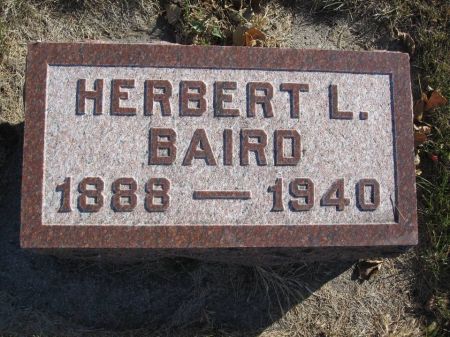 HERBERT L.
BAIRD
1888 — 1940